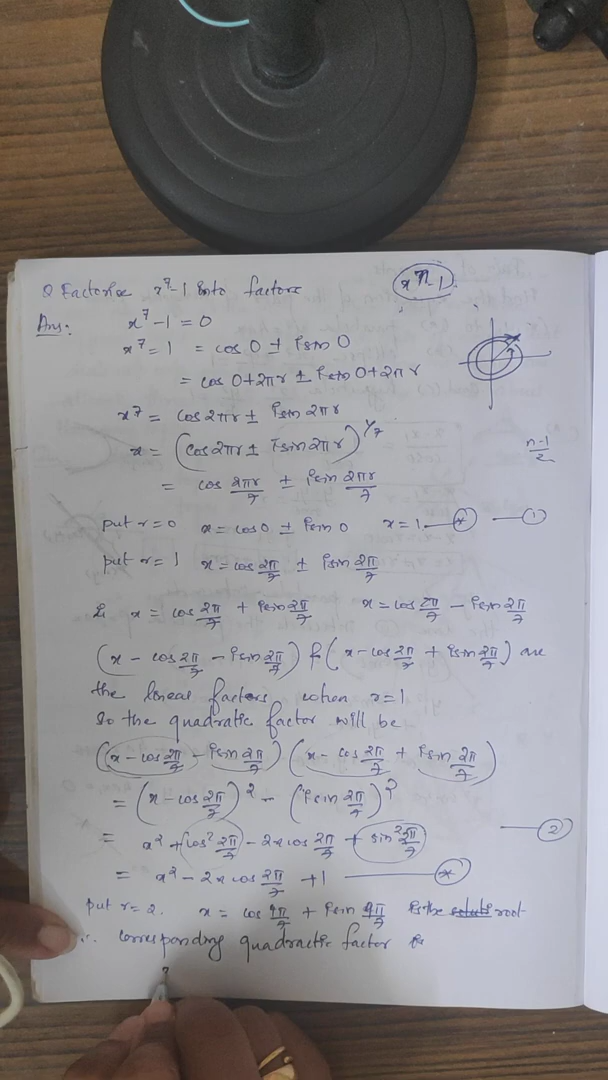 Q Factorise x⁷-1 into factors
xⁿ-1
Ans: x⁷-1=0
x⁷=1 = cos 0 ± i sin 0
= cos 0+2πr ± i sin 0+2πr
x⁷ = cos 2πr ± i sin 2πr
x = (cos 2πr ± i sin 2πr)^1/7
(n-1)/2
= cos 2πr/7 ± i sin 2πr/7
put r=0 x = cos 0 ± i sin 0 x=1 — * — 1
put r=1 x = cos 2π/7 ± i sin 2π/7
x = cos 2π/7 + i sin 2π/7 x = cos 2π/7 - i sin 2π/7
(x - cos 2π/7 - i sin 2π/7) & (x - cos 2π/7 + i sin 2π/7) are
the linear factors when r=1
So the quadratic factor will be
(x - cos 2π/7 - i sin 2π/7) (x - cos 2π/7 + i sin 2π/7)
= (x - cos 2π/7)² - (i sin 2π/7)²
= x² + cos² 2π/7 - 2x cos 2π/7 + sin² 2π/7 — 2
= x² - 2x cos 2π/7 + 1 — *
put r=2. x = cos 4π/7 + i sin 4π/7 is the root
∴ corresponding quadractic factor is